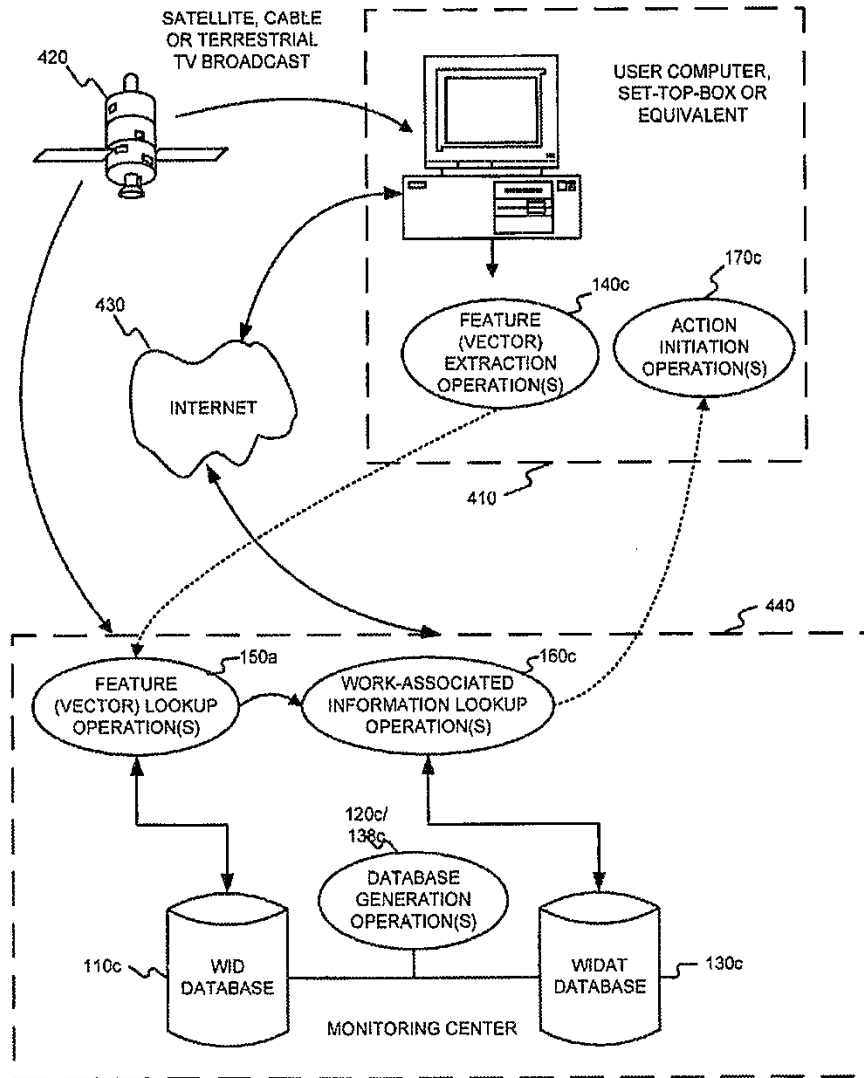 SATELLITE, CABLE
OR TERRESTRIAL
TV BROADCAST
420
USER COMPUTER,
SET-TOP-BOX OR
EQUIVALENT
170c
140c
430
FEATURE
(VECTOR)
EXTRACTION
OPERATION(S)
ACTION
INITIATION
OPERATION(S)
INTERNET
410
440
150a
160c
FEATURE
(VECTOR) LOOKUP
OPERATION(S)
WORK-ASSOCIATED
INFORMATION LOOKUP
OPERATION(S)
120c/
138c
DATABASE
GENERATION
OPERATION(S)
110c
WID
DATABASE
WIDAT
DATABASE
130c
MONITORING CENTER